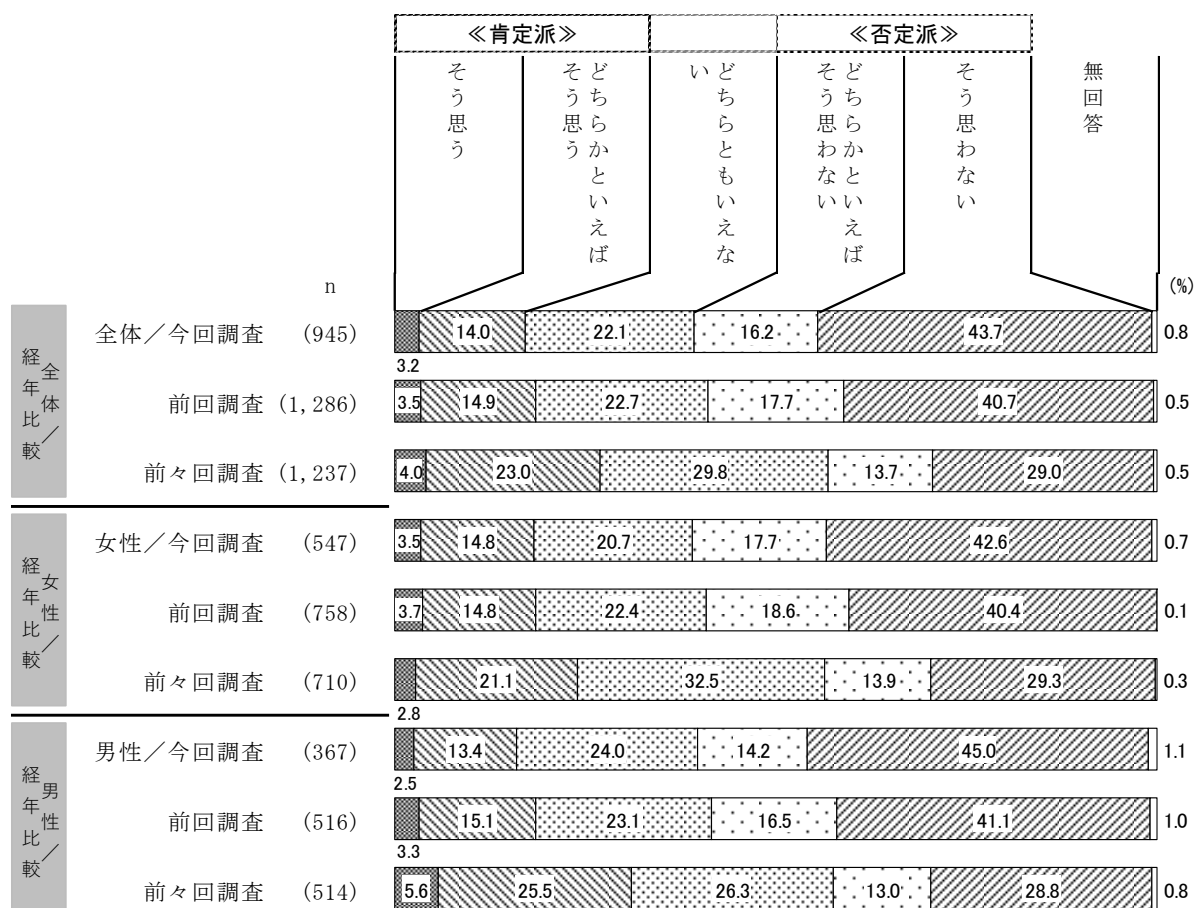 ≪肯定派≫
≪否定派≫
そう思う
どちらかといえば
そう思う
どちらともいえな
い
どちらかといえば
そう思わない
そう思わない
無回答
n
(%)
全体／
経年比較
全体／今回調査 (945)
3.2
14.0
22.1
16.2
43.7
0.8
前回調査 (1,286)
3.5
14.9
22.7
17.7
40.7
0.5
前々回調査 (1,237)
4.0
23.0
29.8
13.7
29.0
0.5
女性／
経年比較
女性／今回調査 (547)
3.5
14.8
20.7
17.7
42.6
0.7
前回調査 (758)
3.7
14.8
22.4
18.6
40.4
0.1
前々回調査 (710)
2.8
21.1
32.5
13.9
29.3
0.3
男性／
経年比較
男性／今回調査 (367)
2.5
13.4
24.0
14.2
45.0
1.1
前回調査 (516)
3.3
15.1
23.1
16.5
41.1
1.0
前々回調査 (514)
5.6
25.5
26.3
13.0
28.8
0.8